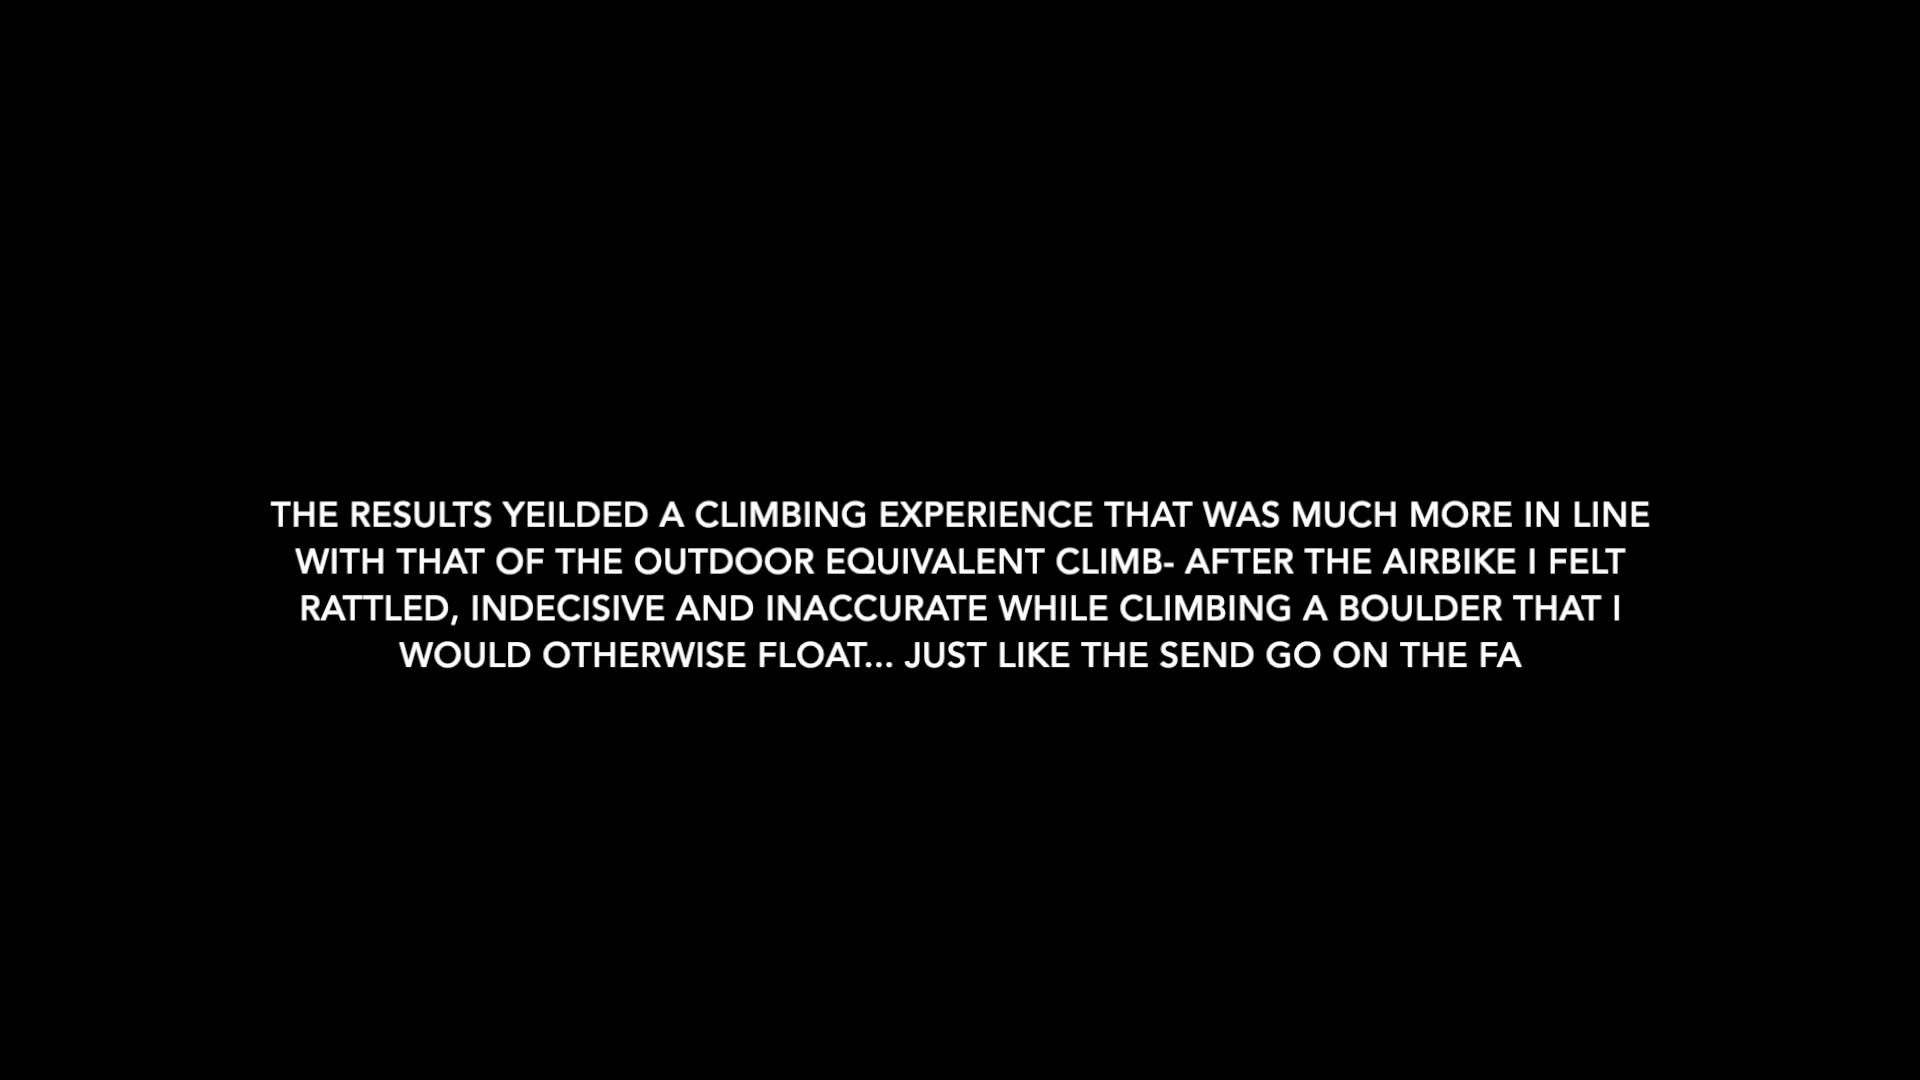 THE RESULTS YEILDED A CLIMBING EXPERIENCE THAT WAS MUCH MORE IN LINE
WITH THAT OF THE OUTDOOR EQUIVALENT CLIMB- AFTER THE AIRBIKE I FELT
RATTLED, INDECISIVE AND INACCURATE WHILE CLIMBING A BOULDER THAT I
WOULD OTHERWISE FLOAT... JUST LIKE THE SEND GO ON THE FA